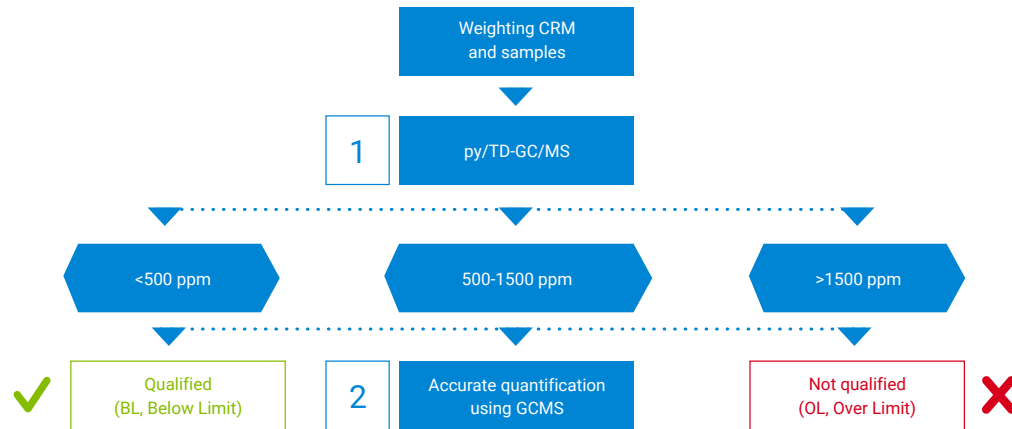 Weighting CRM
and samples
1
py/TD-GC/MS
<500 ppm
500-1500 ppm
>1500 ppm
Qualified
(BL, Below Limit)
2
Accurate quantification
using GCMS
Not qualified
(OL, Over Limit)